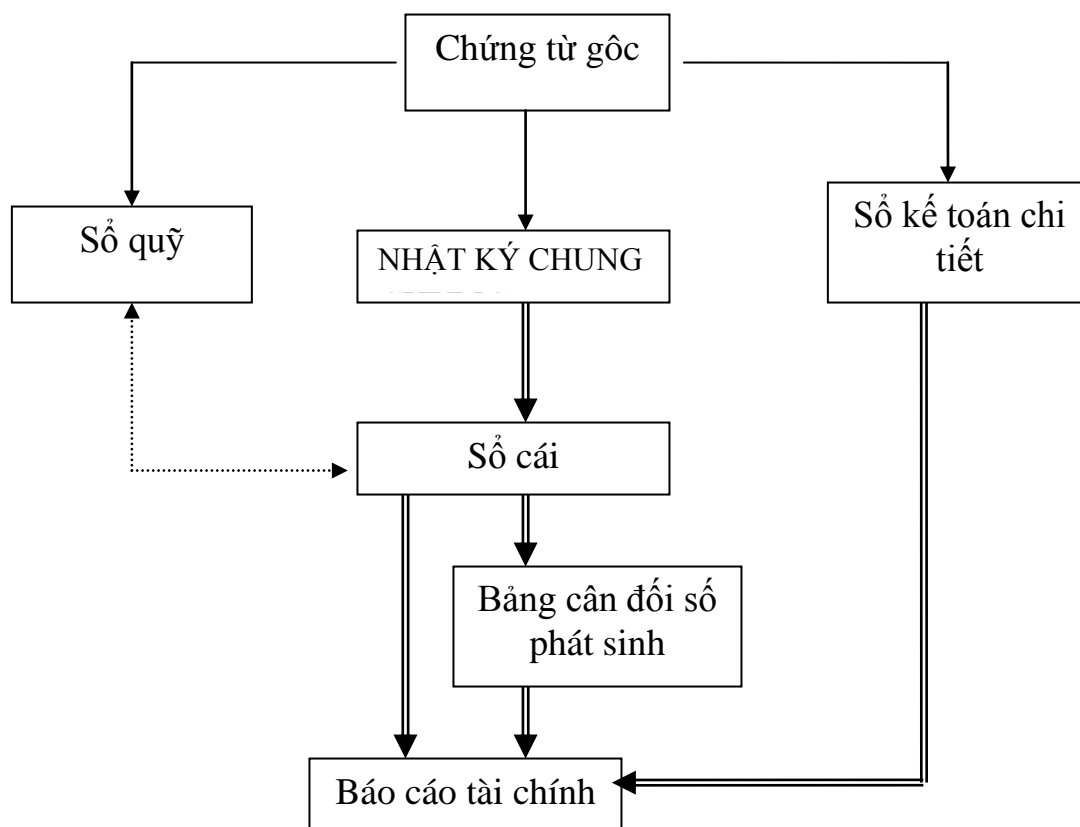 Chứng từ gôc
Sổ quỹ
NHẬT KÝ CHUNG
Sổ kế toán chi
tiết
Sổ cái
Bảng cân đối số
phát sinh
Báo cáo tài chính